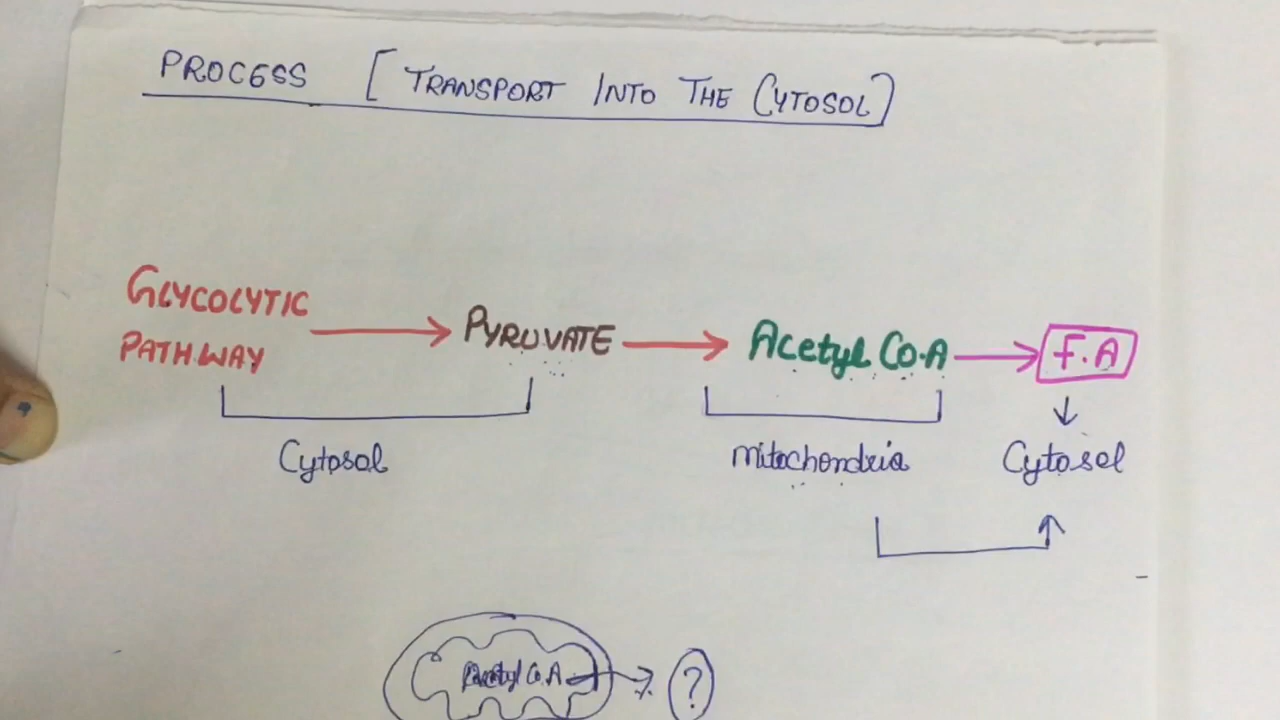 PROCESS [TRANSPORT INTO THE CYTOSOL]
GLYCOLYTIC
PATHWAY
PYRUVATE
Acetyl Co.A
F.A
Cytosol
mitochondria
Cytosol
Acetyl Co.A
?